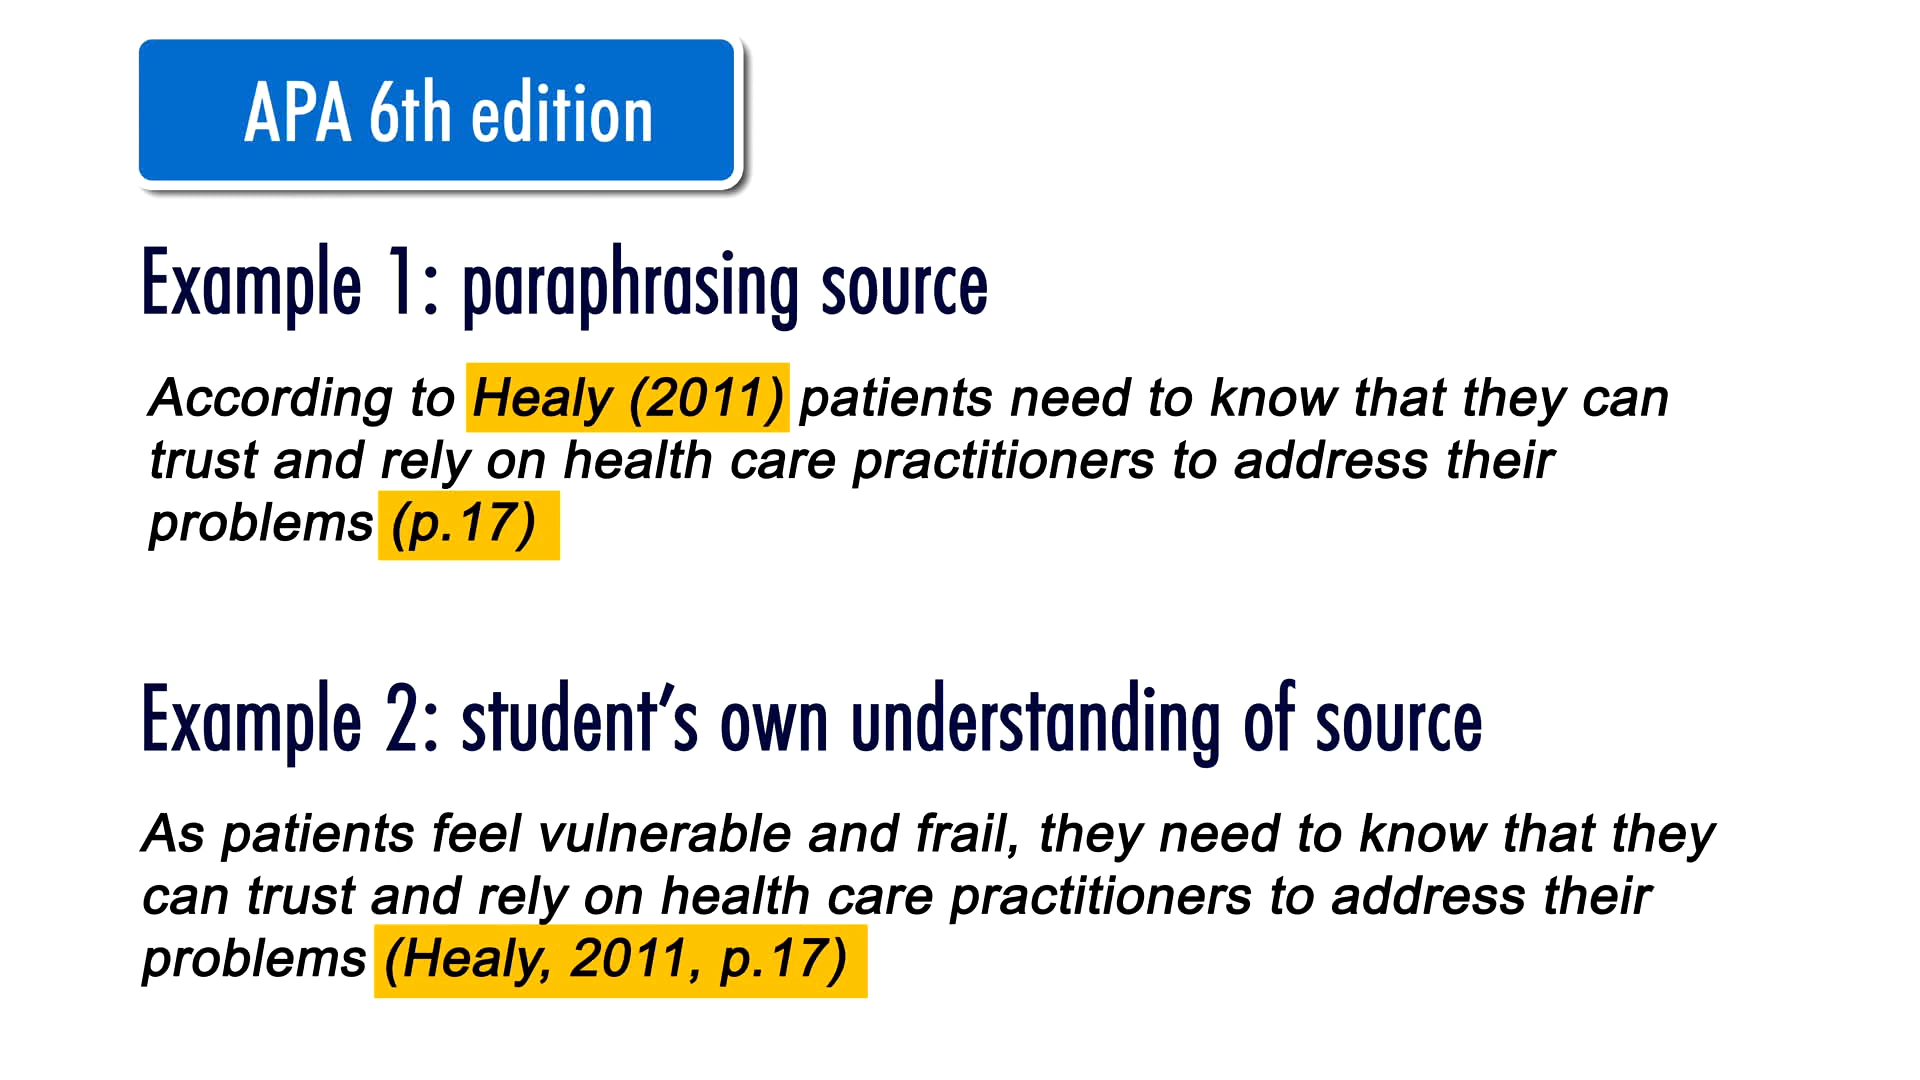 APA 6th edition
Example 1: paraphrasing source
According to Healy (2011) patients need to know that they can
trust and rely on health care practitioners to address their
problems (p.17)
Example 2: student’s own understanding of source
As patients feel vulnerable and frail, they need to know that they
can trust and rely on health care practitioners to address their
problems (Healy, 2011, p.17)